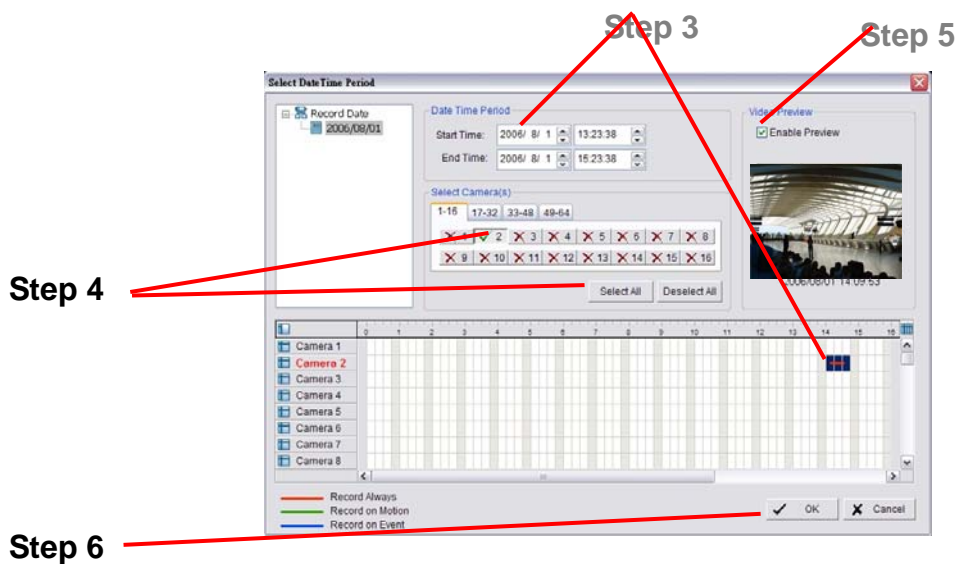 Step 3
Step 5
Select DateTime Period
Record Date
2006/08/01
Date Time Period
Start Time: 2006/ 8/ 1 13:23:38
End Time: 2006/ 8/ 1 15:23:38
Video Preview
Enable Preview
Select Camera(s)
1-16 17-32 33-48 49-64
1 2 3 4 5 6 7 8
9 10 11 12 13 14 15 16
Select All Deselect All
2006/08/01 14:09:53
Step 4
0 1 2 3 4 5 6 7 8 9 10 11 12 13 14 15 16
Camera 1
Camera 2
Camera 3
Camera 4
Camera 5
Camera 6
Camera 7
Camera 8
Record Always
Record on Motion
Record on Event
OK Cancel
Step 6